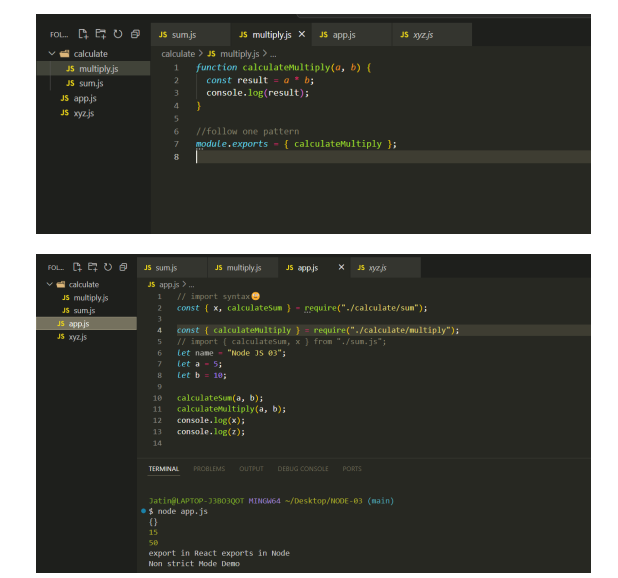 FOL...
JS sum.js JS multiply.js × JS app.js JS xyz.js
calculate
JS multiply.js
JS sum.js
JS app.js
JS xyz.js
calculate > JS multiply.js > ...
1 function calculateMultiply(a, b) {
2 const result = a * b;
3 console.log(result);
4 }
5
6 //follow one pattern
7 module.exports = { calculateMultiply };
8
FOL...
JS sum.js JS multiply.js JS app.js × JS xyz.js
calculate
JS multiply.js
JS sum.js
JS app.js
JS xyz.js
JS app.js > ...
1 // import syntax😀
2 const { x, calculateSum } = require("./calculate/sum");
3
4 const { calculateMultiply } = require("./calculate/multiply");
5 // import { calculateSum, x } from "./sum.js";
6 let name = "Node JS 03";
7 let a = 5;
8 let b = 10;
9
10 calculateSum(a, b);
11 calculateMultiply(a, b);
12 console.log(x);
13 console.log(z);
14
TERMINAL PROBLEMS OUTPUT DEBUG CONSOLE PORTS
Jatin@LAPTOP-J3BO3QOT MINGW64 ~/Desktop/NODE-03 (main)
$ node app.js
{}
15
50
export in React exports in Node
Non strict Mode Demo